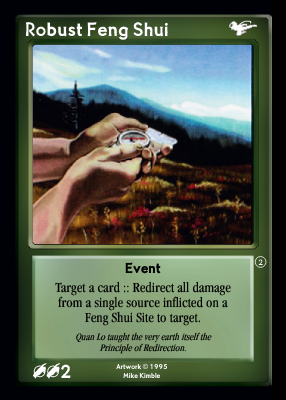 Robust Feng Shui
Event
2
Target a card :: Redirect all damage
from a single source inflicted on a
Feng Shui Site to target.
Quan Lo taught the very earth itself the
Principle of Redirection.
2
Artwork © 1995
Mike Kimble